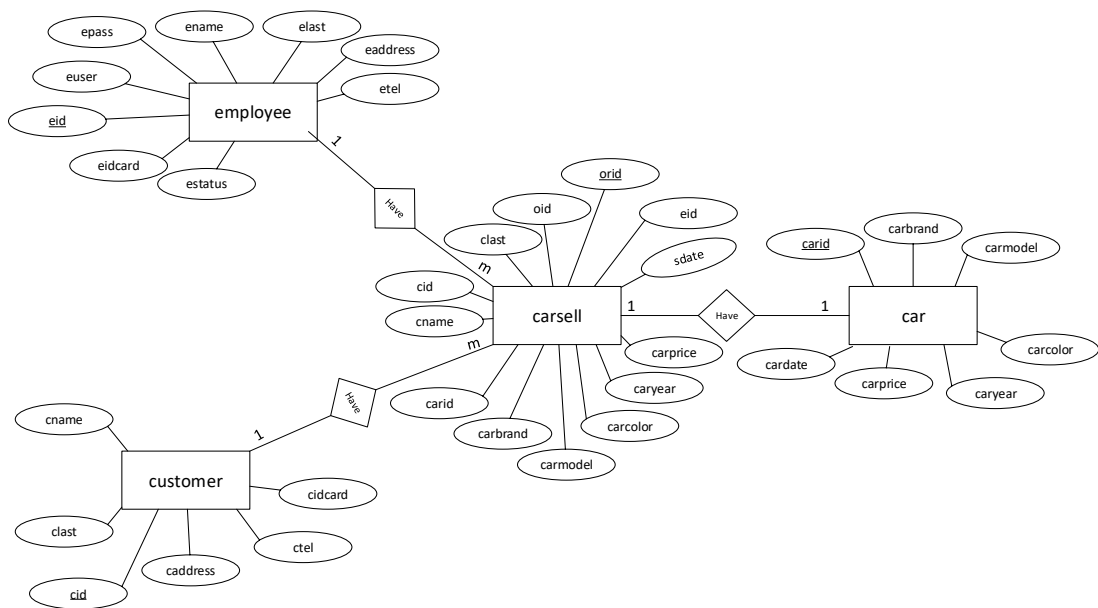 epass
ename
elast
eaddress
euser
etel
employee
eid
eidcard
estatus
1
Have
m
orid
oid
eid
clast
sdate
cid
cname
carsell
carprice
caryear
carcolor
carmodel
carbrand
carid
1
Have
1
carid
carbrand
carmodel
car
carcolor
cardate
carprice
caryear
m
Have
1
cname
customer
cidcard
clast
ctel
caddress
cid